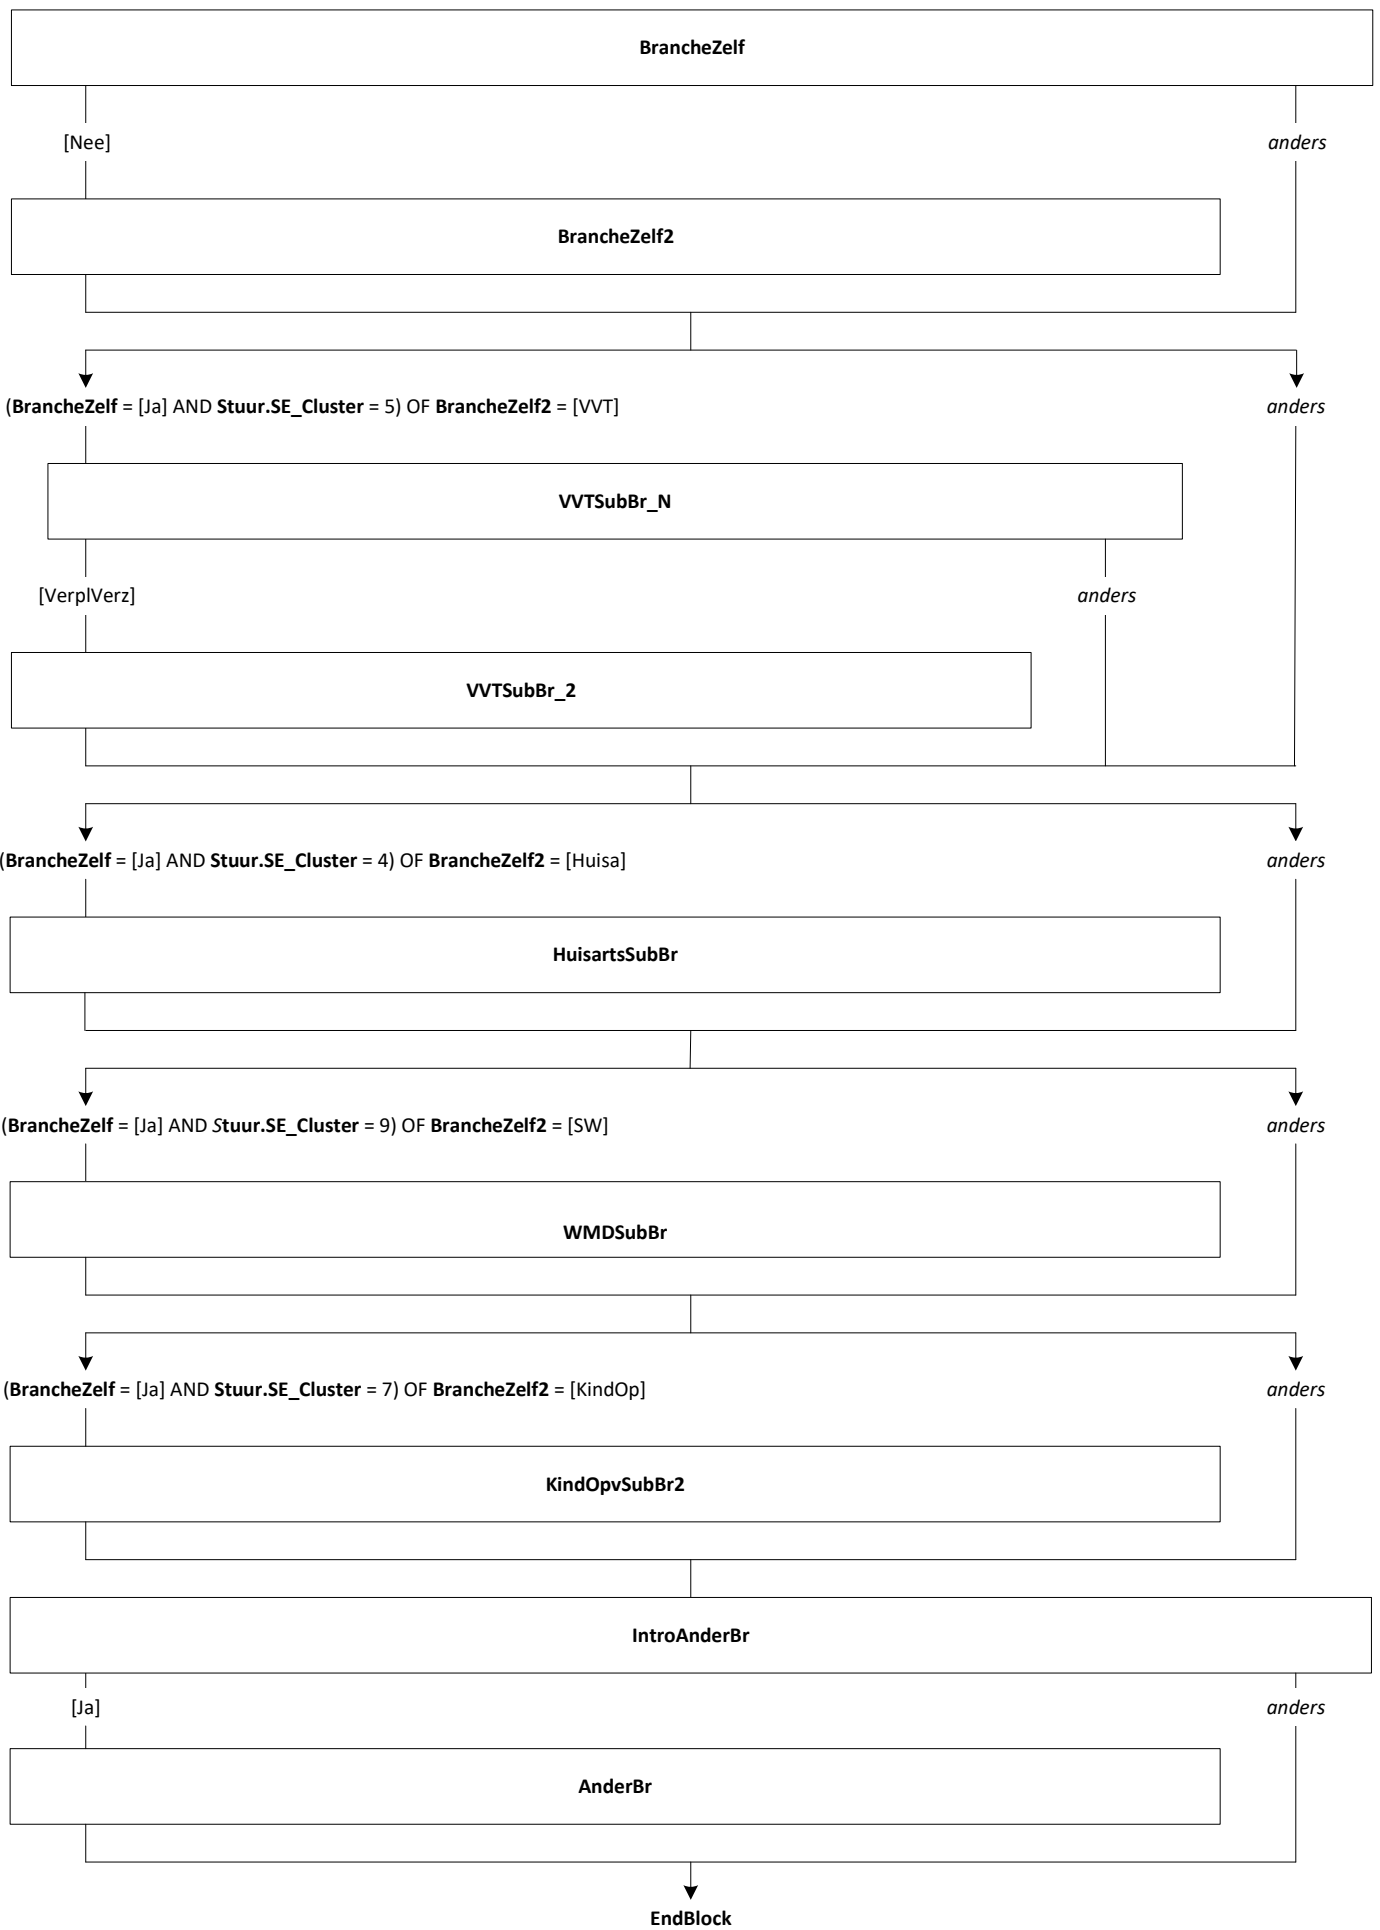 BrancheZelf
[Nee] anders
BrancheZelf2
(BrancheZelf = [Ja] AND Stuur.SE_Cluster = 5) OF BrancheZelf2 = [VVT] anders
VVTSubBr_N
[VerplVerz] anders
VVTSubBr_2
(BrancheZelf = [Ja] AND Stuur.SE_Cluster = 4) OF BrancheZelf2 = [Huisa] anders
HuisartsSubBr
(BrancheZelf = [Ja] AND Stuur.SE_Cluster = 9) OF BrancheZelf2 = [SW] anders
WMDSubBr
(BrancheZelf = [Ja] AND Stuur.SE_Cluster = 7) OF BrancheZelf2 = [KindOp] anders
KindOpvSubBr2
IntroAnderBr
[Ja] anders
AnderBr
EndBlock